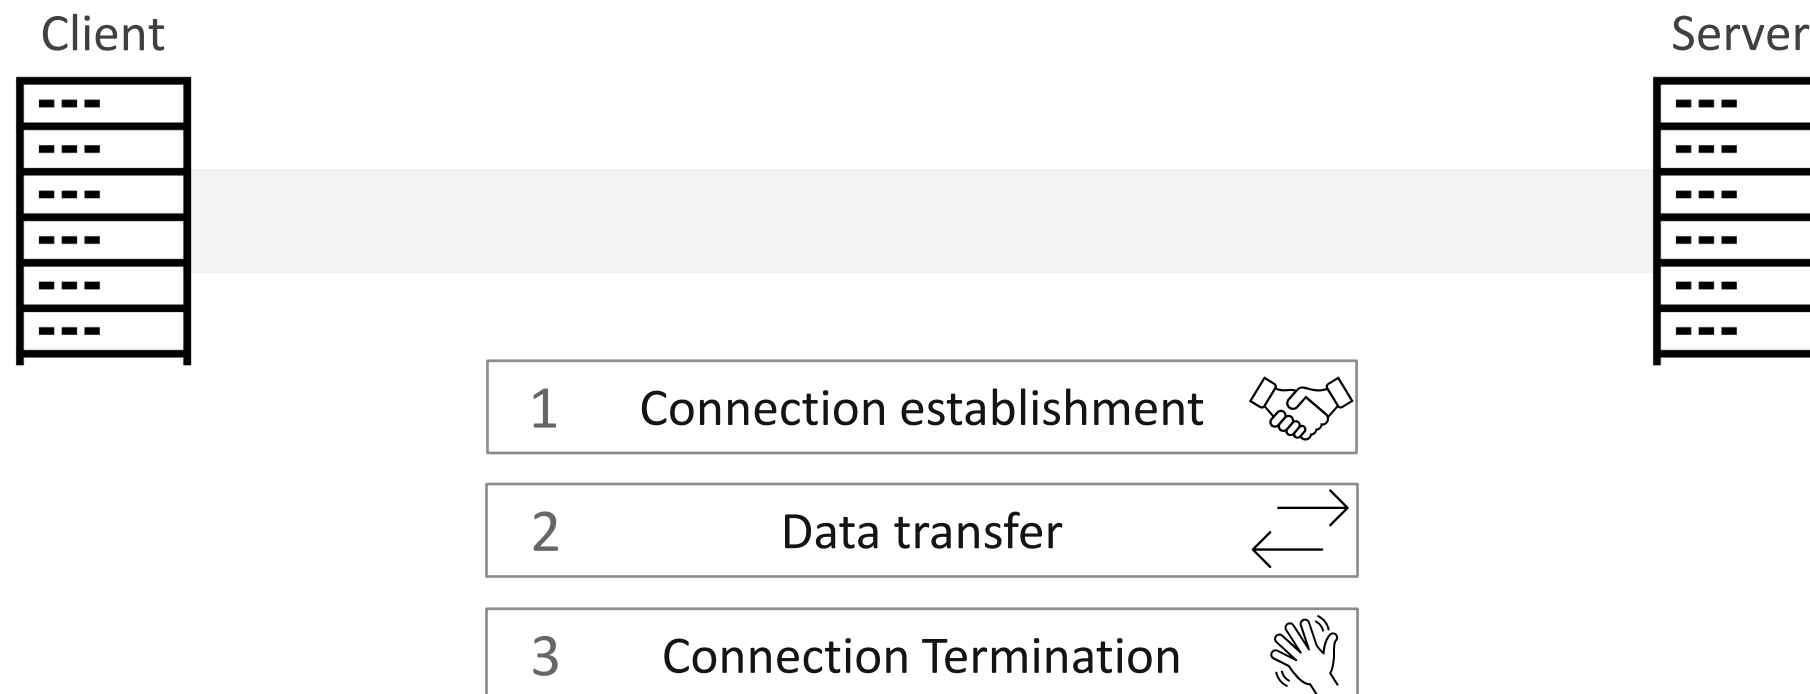 Client
Server
1 Connection establishment
2 Data transfer
3 Connection Termination